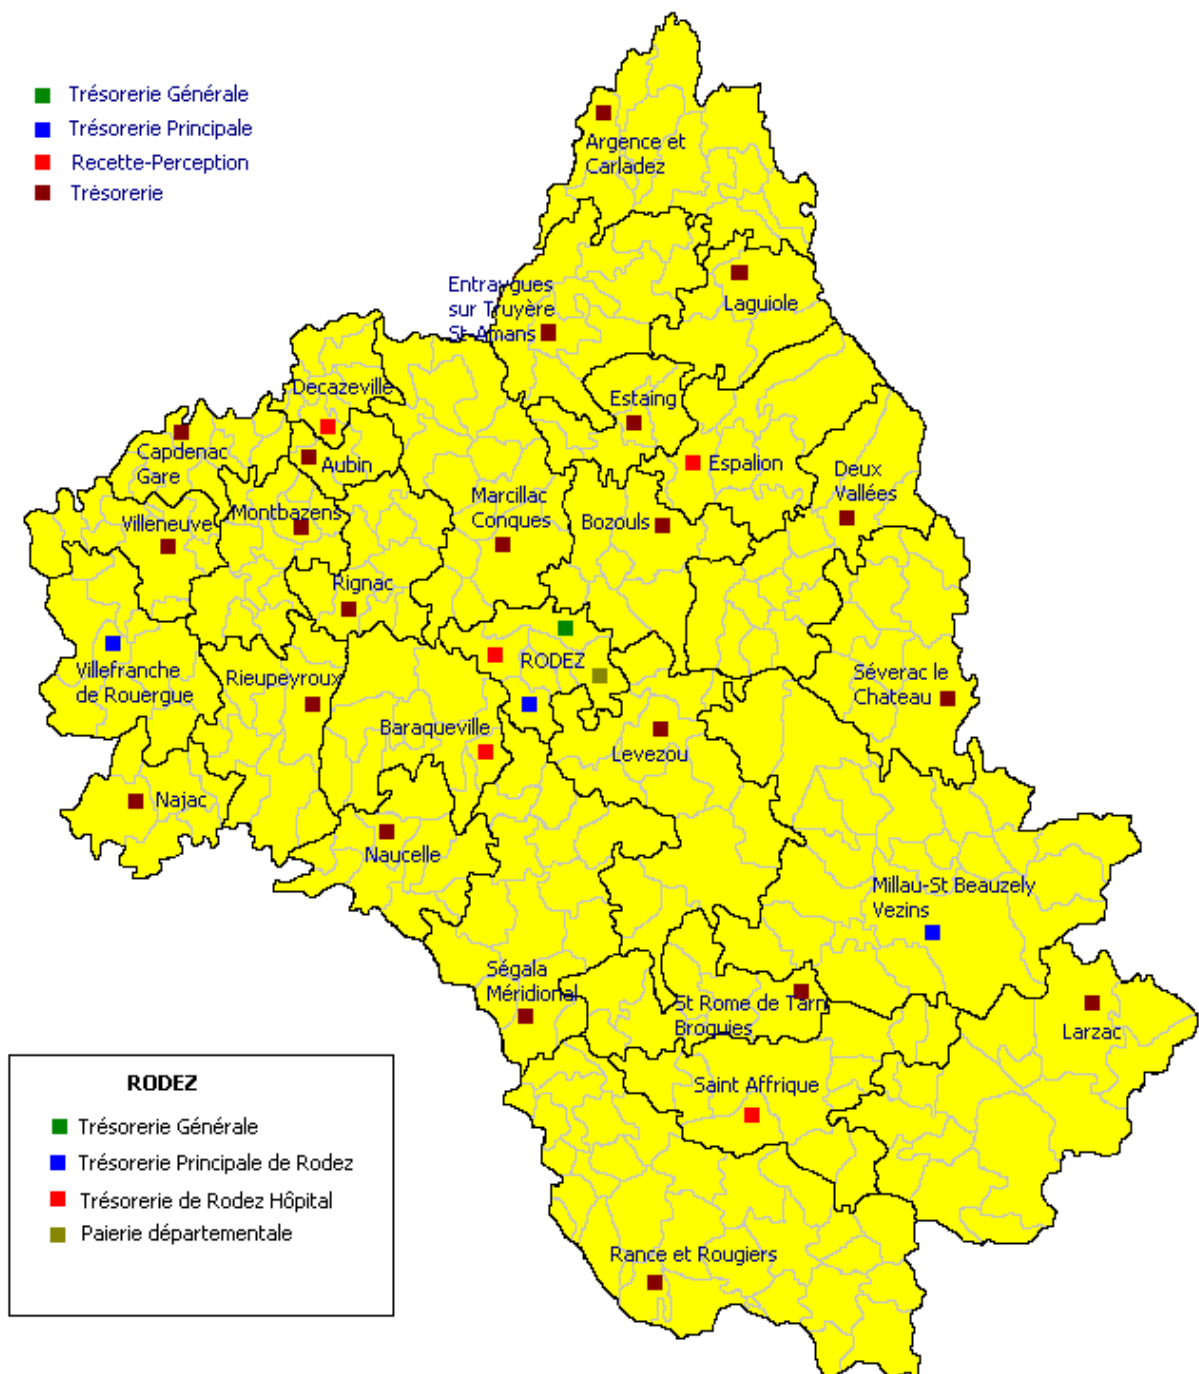 Trésorerie Générale
Trésorerie Principale
Recette-Perception
Trésorerie
Argence et
Carladez
Entraygues
sur Truyère
St-Amans
Laguiole
Decazeville
Estaing
Capdenac
Gare
Aubin
Espalion
Deux
Vallées
Villeneuve
Montbazens
Marcillac
Conques
Bozouls
Rignac
Villefranche
de Rouergue
Rieupeyroux
RODEZ
Séverac le
Chateau
Baraqueville
Levezou
Najac
Naucelle
Millau-St Beauzely
Vezins
Ségala
Méridional
St Rome de Tarn
Broquies
Larzac
Saint Affrique
Rance et Rougiers
RODEZ
Trésorerie Générale
Trésorerie Principale de Rodez
Trésorerie de Rodez Hôpital
Paierie départementale